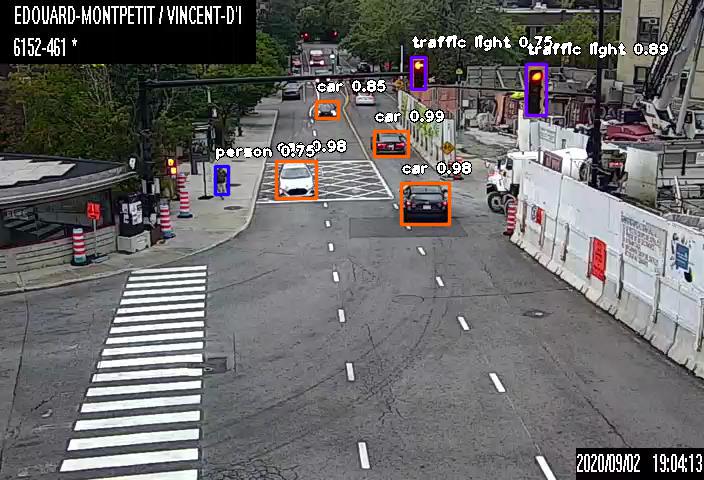 EDOUARD-MONTPETIT / VINCENT-D'I
6152-461 *
traffic light 0.75
traffic light 0.89
car 0.85
car 0.99
0.98
person 0.75
car 0.98
2020/09/02 19:04:13